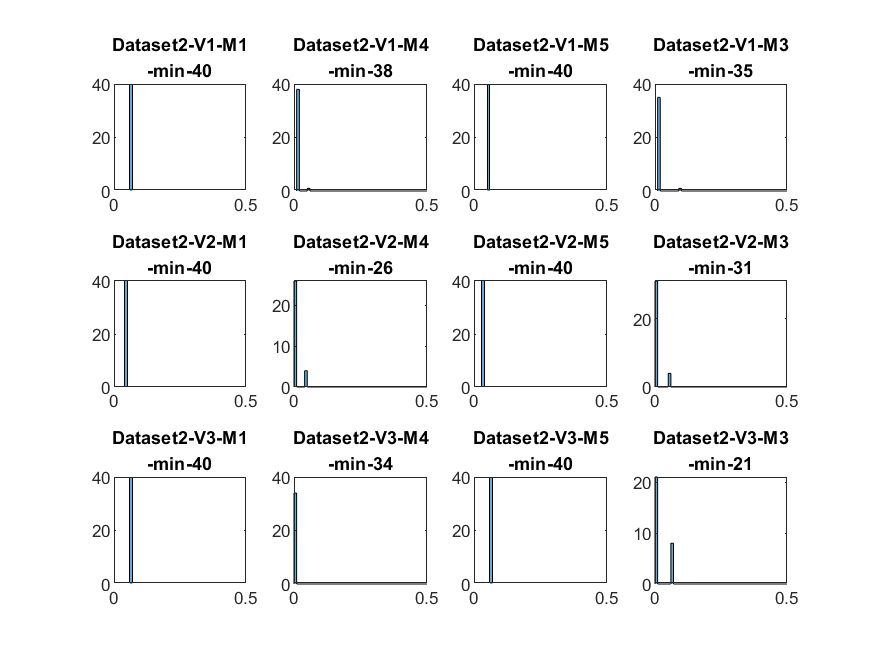 Dataset2-V1-M1
-min-40
40
20
0
0 0.5
Dataset2-V1-M4
-min-38
40
20
0
0 0.5
Dataset2-V1-M5
-min-40
40
20
0
0 0.5
Dataset2-V1-M3
-min-35
40
20
0
0 0.5
Dataset2-V2-M1
-min-40
40
20
0
0 0.5
Dataset2-V2-M4
-min-26
20
10
0
0 0.5
Dataset2-V2-M5
-min-40
40
20
0
0 0.5
Dataset2-V2-M3
-min-31
20
0
0 0.5
Dataset2-V3-M1
-min-40
40
20
0
0 0.5
Dataset2-V3-M4
-min-34
40
20
0
0 0.5
Dataset2-V3-M5
-min-40
40
20
0
0 0.5
Dataset2-V3-M3
-min-21
20
10
0
0 0.5